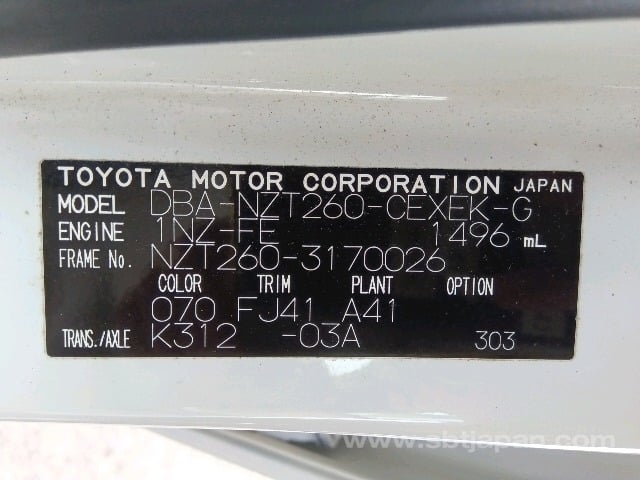 TOYOTA MOTOR CORPORATION JAPAN
MODEL DBA-NZT260-CEXEK-G
ENGINE 1NZ-FE 1496 mL
FRAME No. NZT260-3170026
COLOR TRIM PLANT OPTION
070 FJ41 A41
TRANS./AXLE K312 -03A 303
www.sbtjapan.com